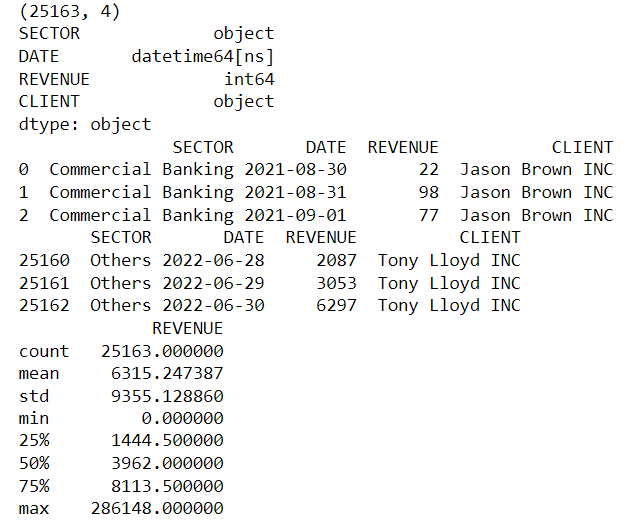 (25163, 4)
SECTOR object
DATE datetime64[ns]
REVENUE int64
CLIENT object
dtype: object
SECTOR DATE REVENUE CLIENT
0 Commercial Banking 2021-08-30 22 Jason Brown INC
1 Commercial Banking 2021-08-31 98 Jason Brown INC
2 Commercial Banking 2021-09-01 77 Jason Brown INC
SECTOR DATE REVENUE CLIENT
25160 Others 2022-06-28 2087 Tony Lloyd INC
25161 Others 2022-06-29 3053 Tony Lloyd INC
25162 Others 2022-06-30 6297 Tony Lloyd INC
REVENUE
count 25163.000000
mean 6315.247387
std 9355.128860
min 0.000000
25% 1444.500000
50% 3962.000000
75% 8113.500000
max 286148.000000